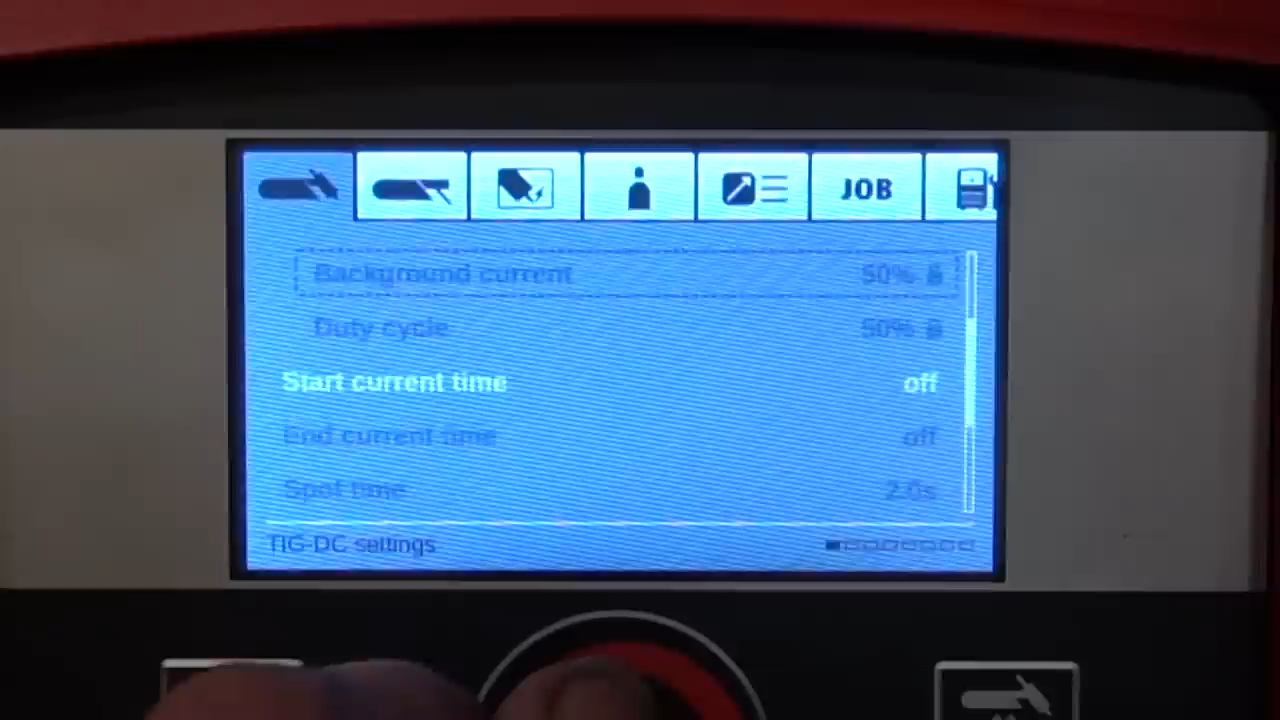 JOB
Background current 50%
Duty cycle 50%
Start current time off
End current time off
Spot time 2.0s
TIG-DC settings